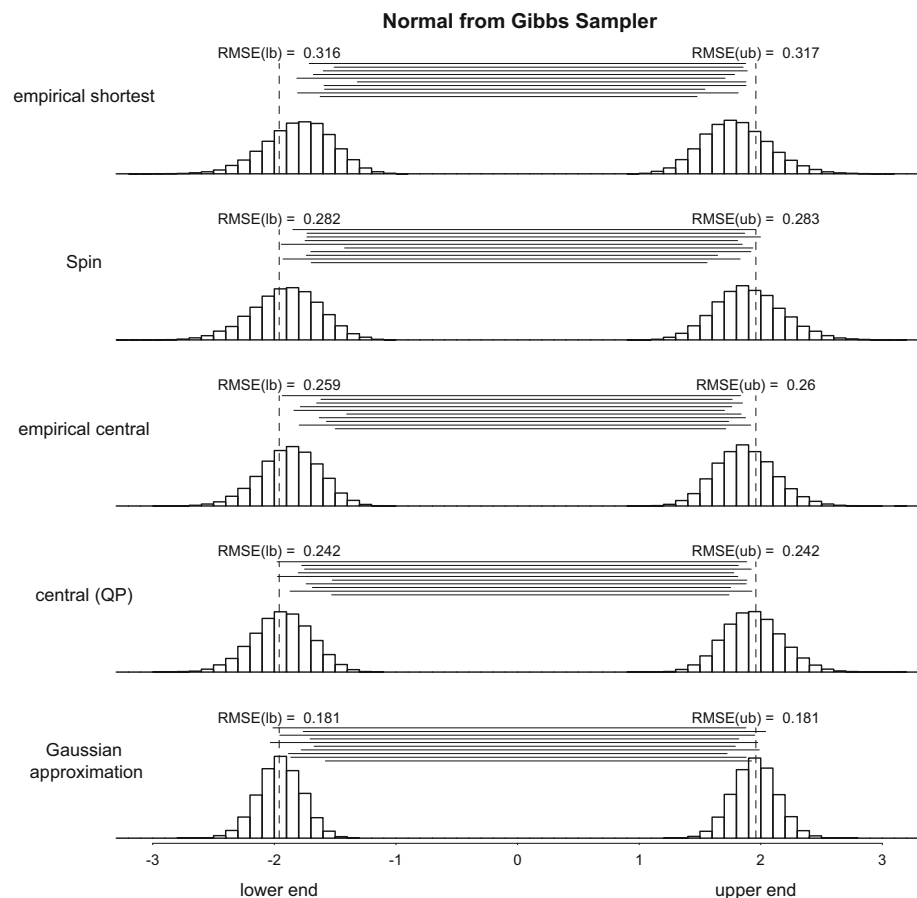 Normal from Gibbs Sampler
RMSE(lb) = 0.316 RMSE(ub) = 0.317
empirical shortest
RMSE(lb) = 0.282 RMSE(ub) = 0.283
Spin
RMSE(lb) = 0.259 RMSE(ub) = 0.26
empirical central
RMSE(lb) = 0.242 RMSE(ub) = 0.242
central (QP)
RMSE(lb) = 0.181 RMSE(ub) = 0.181
Gaussian
approximation
-3 -2 -1 0 1 2 3
lower end upper end